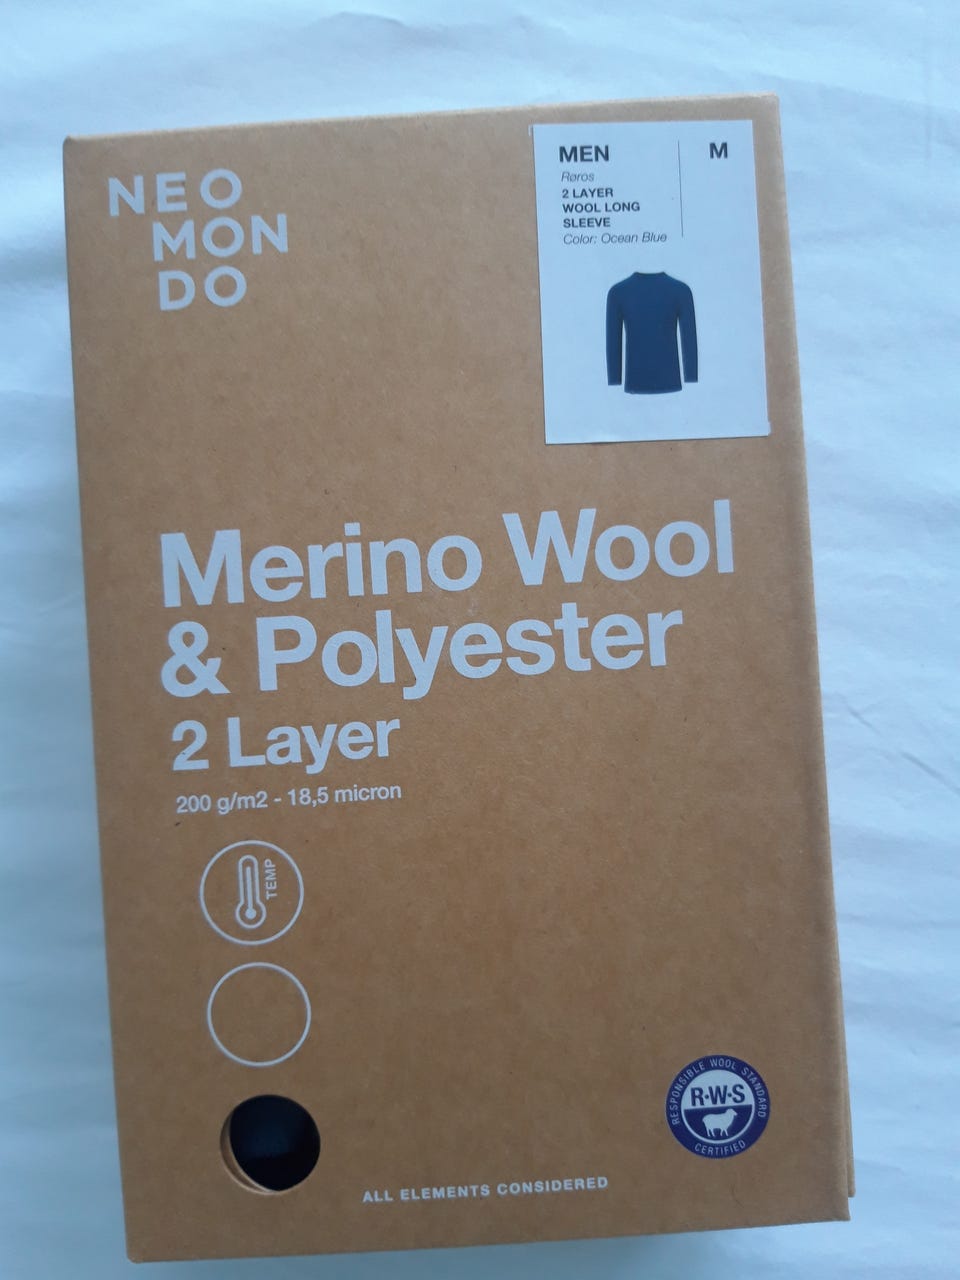 NEO
MON
DO
MEN
M
Røros
2 LAYER
WOOL LONG
SLEEVE
Color: Ocean Blue
Merino Wool
& Polyester
2 Layer
200 g/m2 - 18,5 micron
TEMP
RESPONSIBLE WOOL STANDARD
R·W·S
CERTIFIED
ALL ELEMENTS CONSIDERED